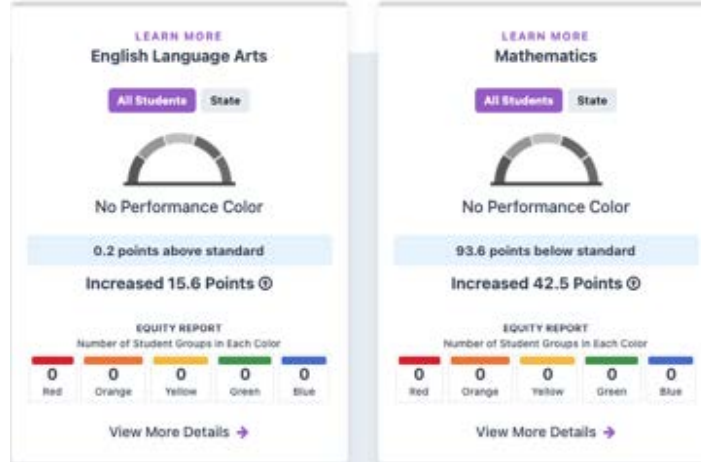 LEARN MORE
English Language Arts
All Students State
No Performance Color
0.2 points above standard
Increased 15.6 Points
EQUITY REPORT
Number of Student Groups in Each Color
0 0 0 0 0
Red Orange Yellow Green Blue
View More Details →
LEARN MORE
Mathematics
All Students State
No Performance Color
93.6 points below standard
Increased 42.5 Points
EQUITY REPORT
Number of Student Groups in Each Color
0 0 0 0 0
Red Orange Yellow Green Blue
View More Details →